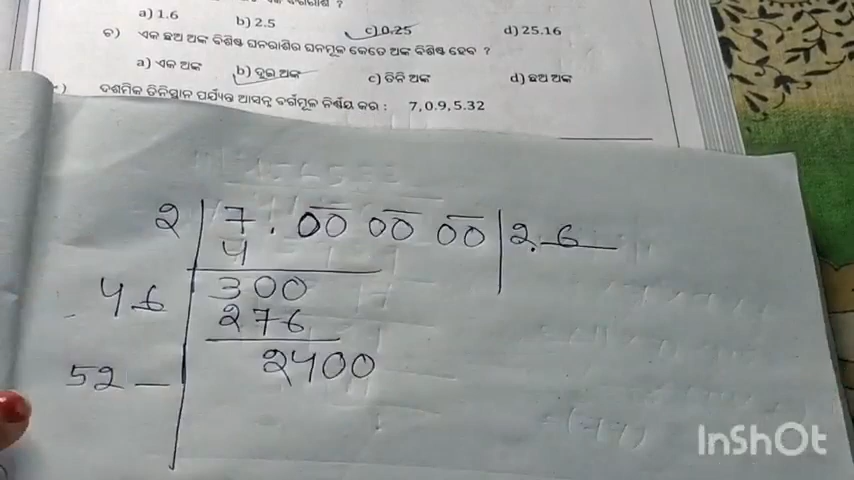 a) 1.6 b) 2.5 c) 0.25 d) 25.16
ଚ) ଏକ ଛଅ ଅଙ୍କ ବିଶିଷ୍ଟ ଘନରାଶିର ଘନମୂଳ କେତେ ଅଙ୍କ ବିଶିଷ୍ଟ ହେବ ?
a) ଏକ ଅଙ୍କ b) ଦୁଇ ଅଙ୍କ c) ତିନି ଅଙ୍କ d) ଛଅ ଅଙ୍କ
ଦଶମିକ ତିନିସ୍ଥାନ ପର୍ଯ୍ୟନ୍ତ ଆସନ୍ନ ବର୍ଗମୂଳ ନିର୍ଣ୍ଣୟ କର : 7, 0.9, 5.32
2 7. 00 00 00 2.6
4
46 300
276
2400
52
InShOt